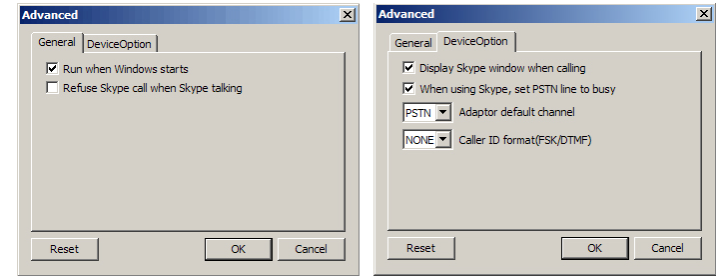 Advanced
General DeviceOption
Run when Windows starts
Refuse Skype call when Skype talking
Reset OK Cancel
Advanced
General DeviceOption
Display Skype window when calling
When using Skype, set PSTN line to busy
PSTN Adaptor default channel
NONE Caller ID format(FSK/DTMF)
Reset OK Cancel